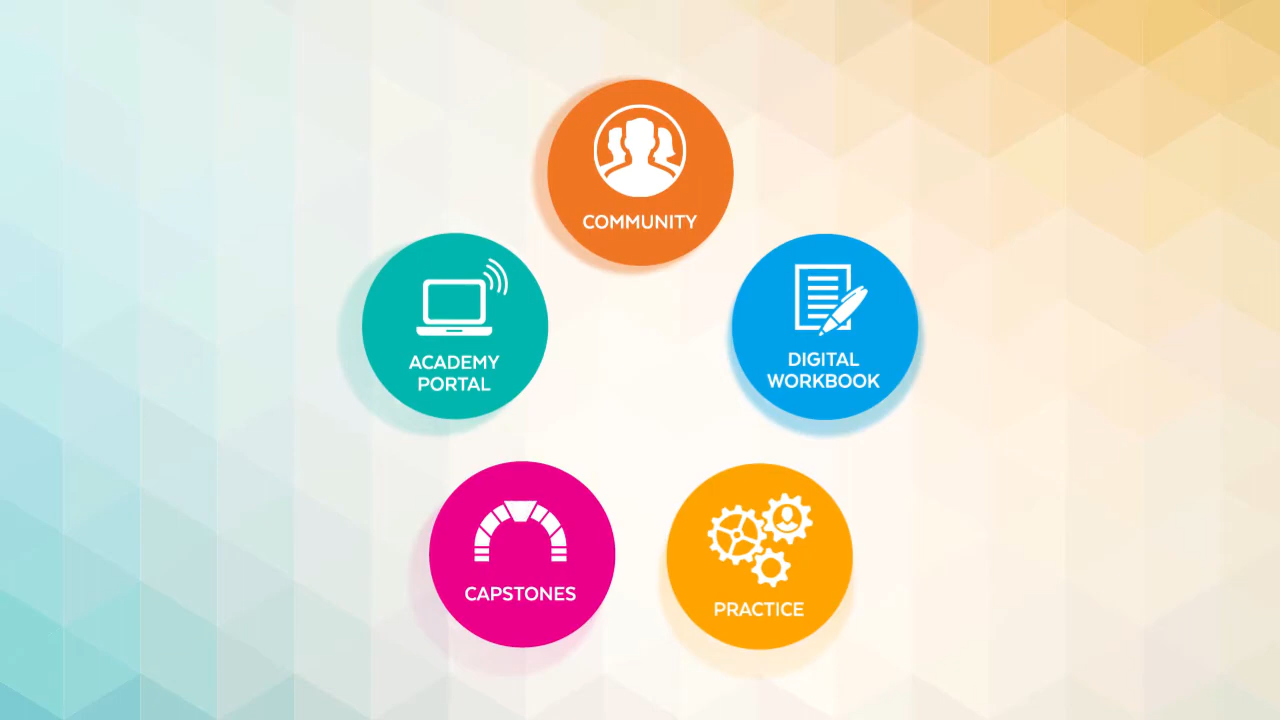 COMMUNITY
ACADEMY
PORTAL
DIGITAL
WORKBOOK
CAPSTONES
PRACTICE